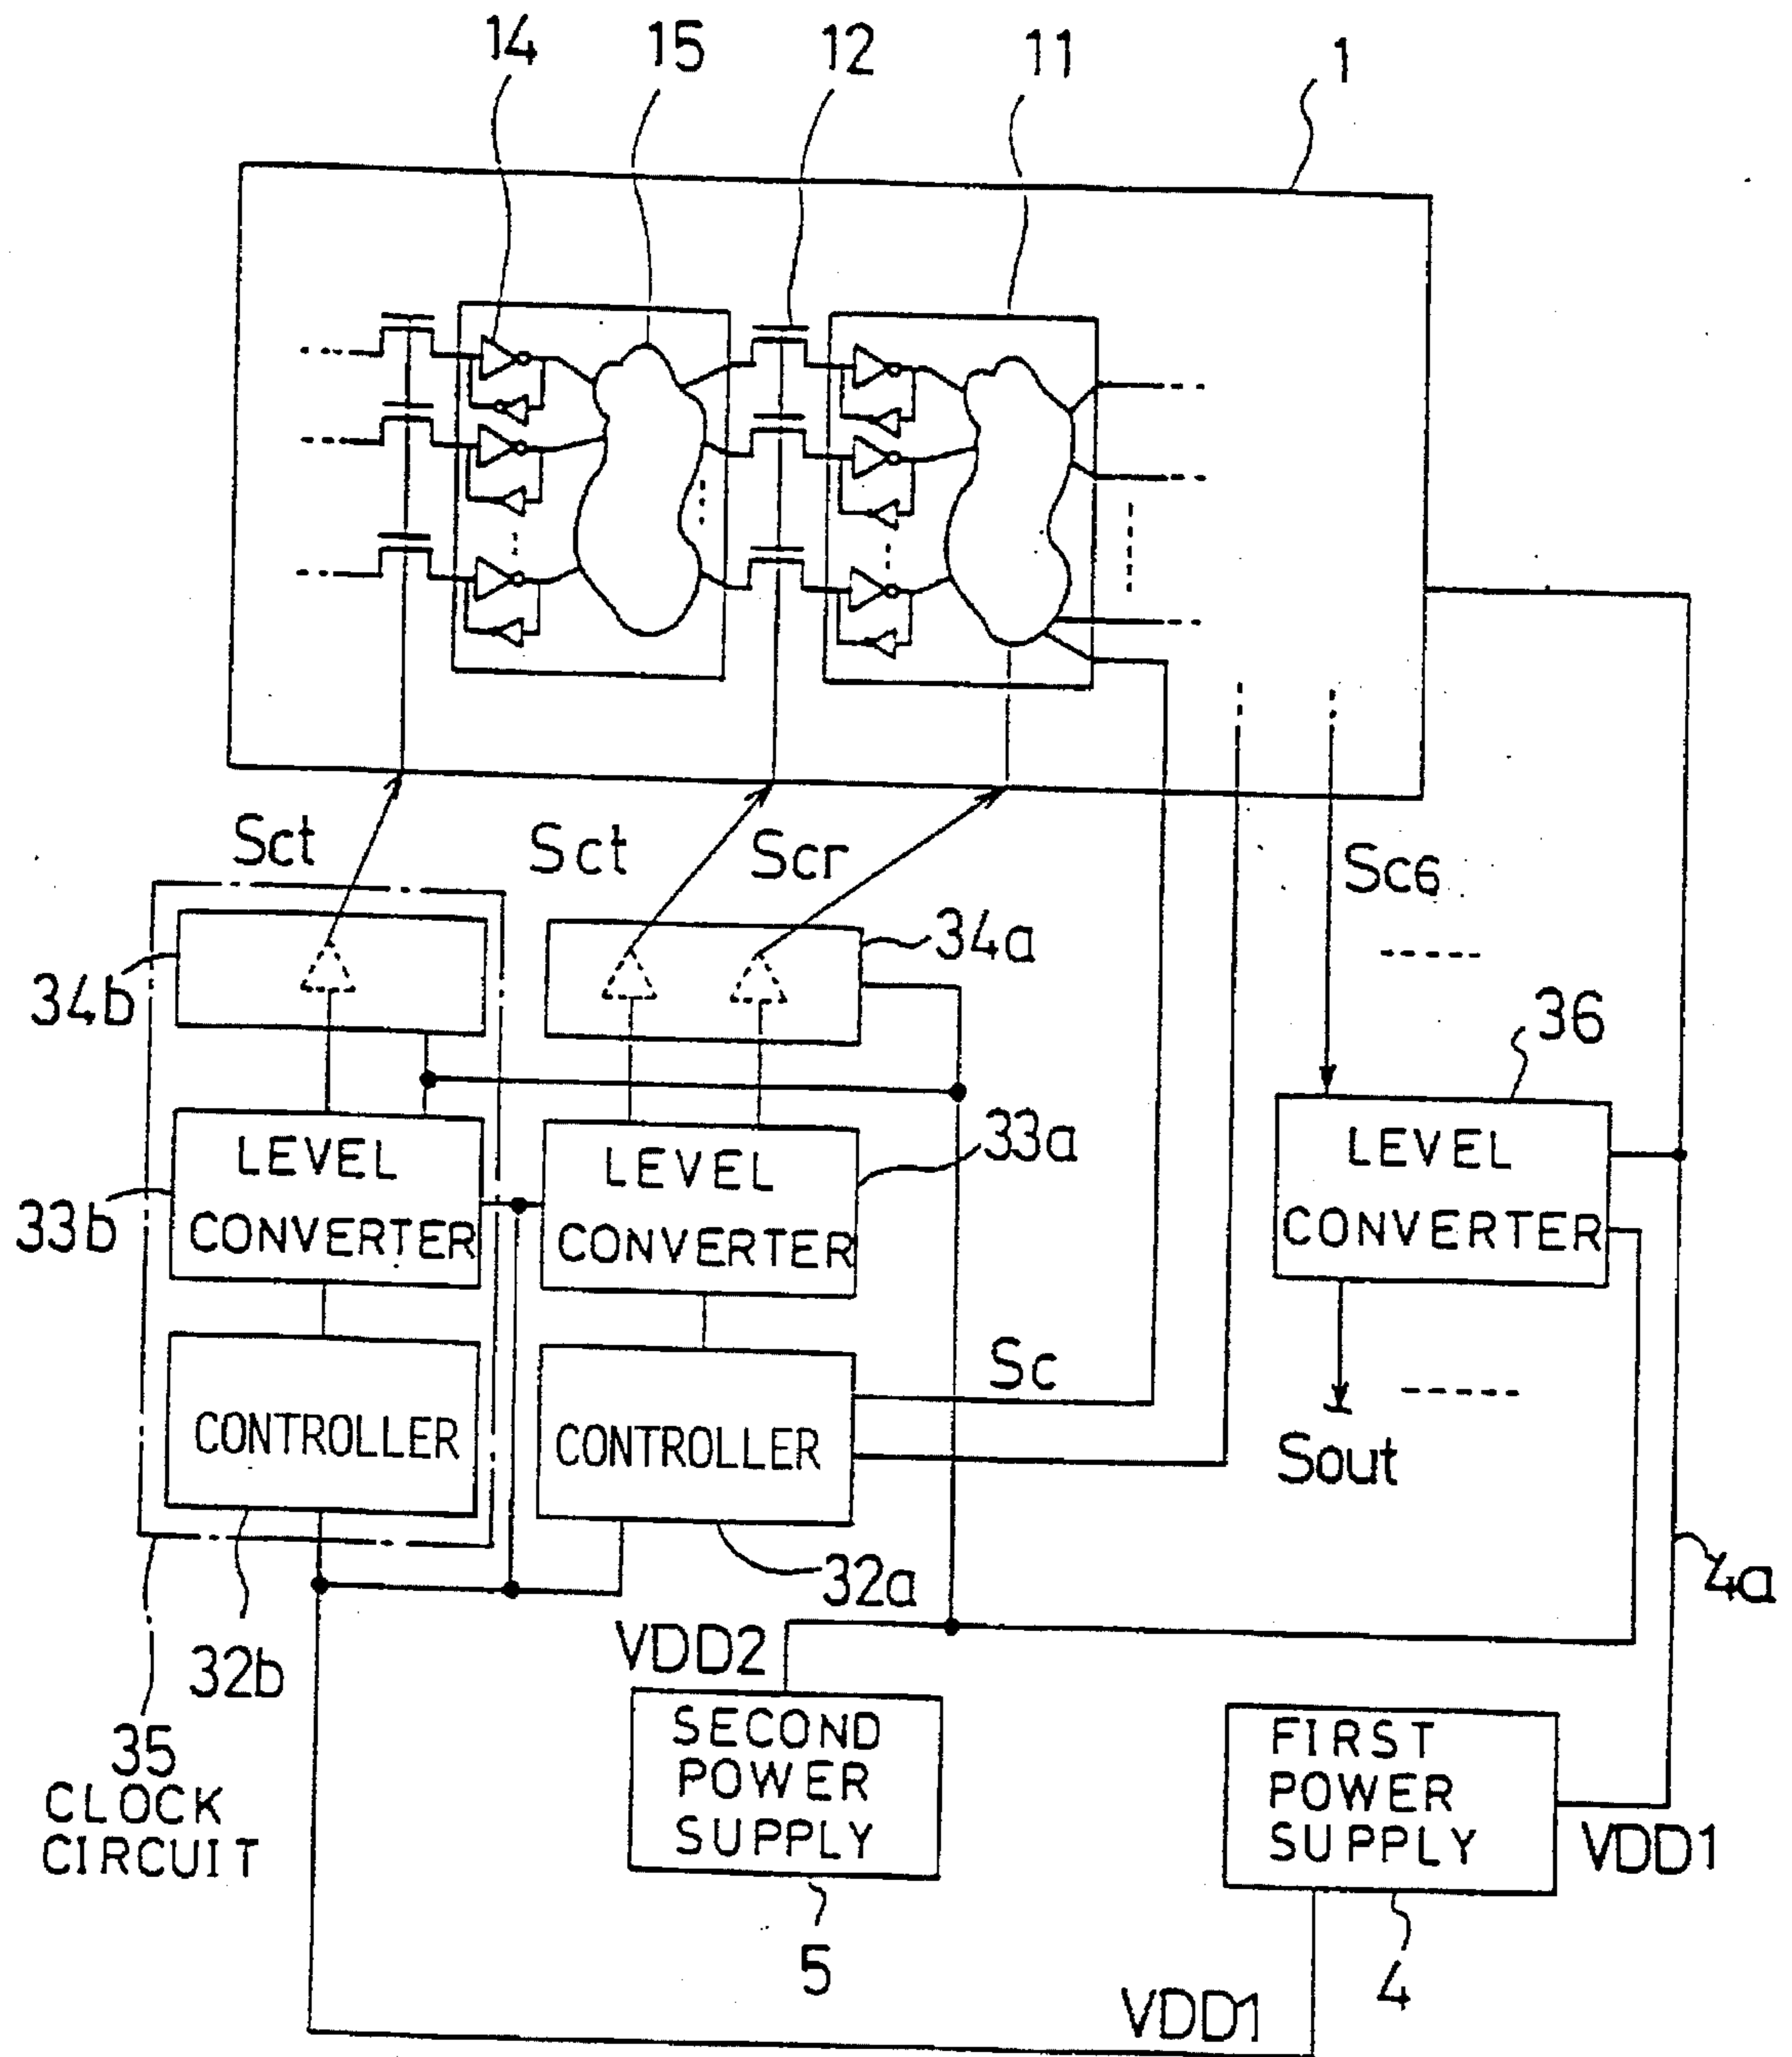 14
15
12
11
1
Sct
Sct
Scr
Sc6
34b
34a
36
LEVEL
CONVERTER
33b
LEVEL
CONVERTER
33a
LEVEL
CONVERTER
CONTROLLER
CONTROLLER
Sc
Sout
32b
32a
4a
35
CLOCK
CIRCUIT
VDD2
SECOND
POWER
SUPPLY
5
FIRST
POWER
SUPPLY
VDD1
4
VDD1